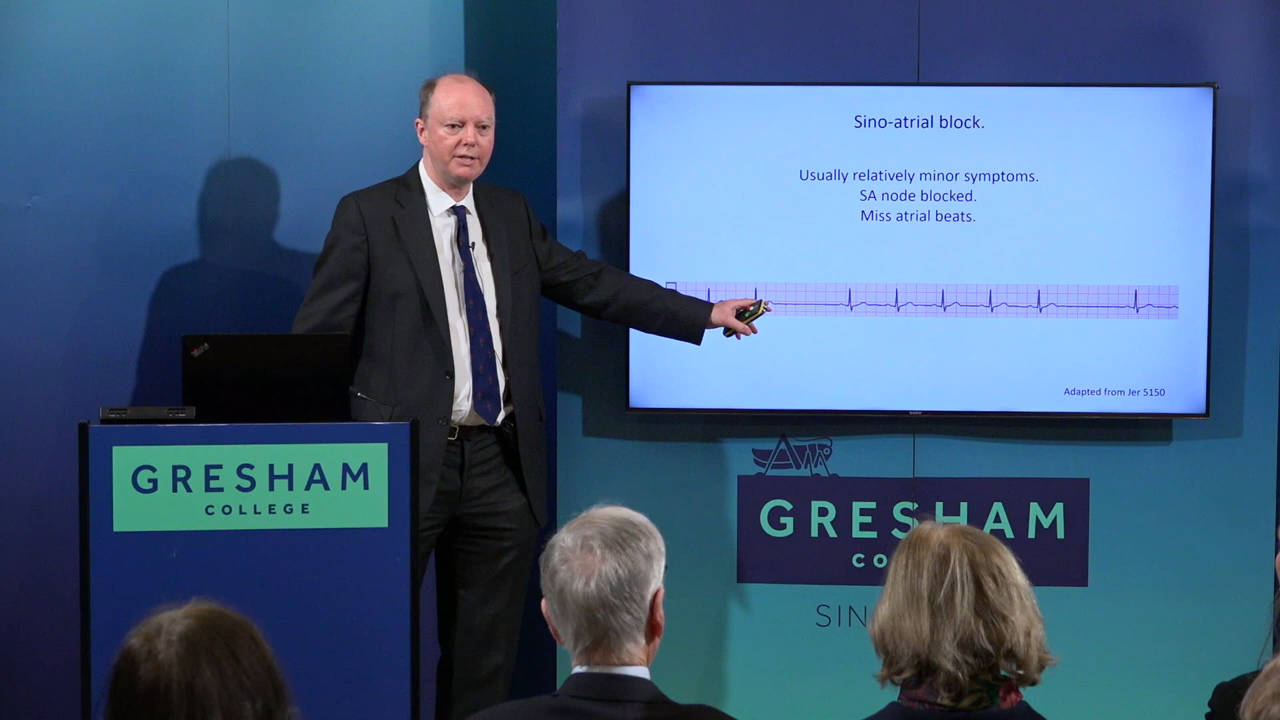 Sino-atrial block.
Usually relatively minor symptoms.
SA node blocked.
Miss atrial beats.
Adapted from Jer 5150
GRESHAM
COLLEGE
GRESHAM